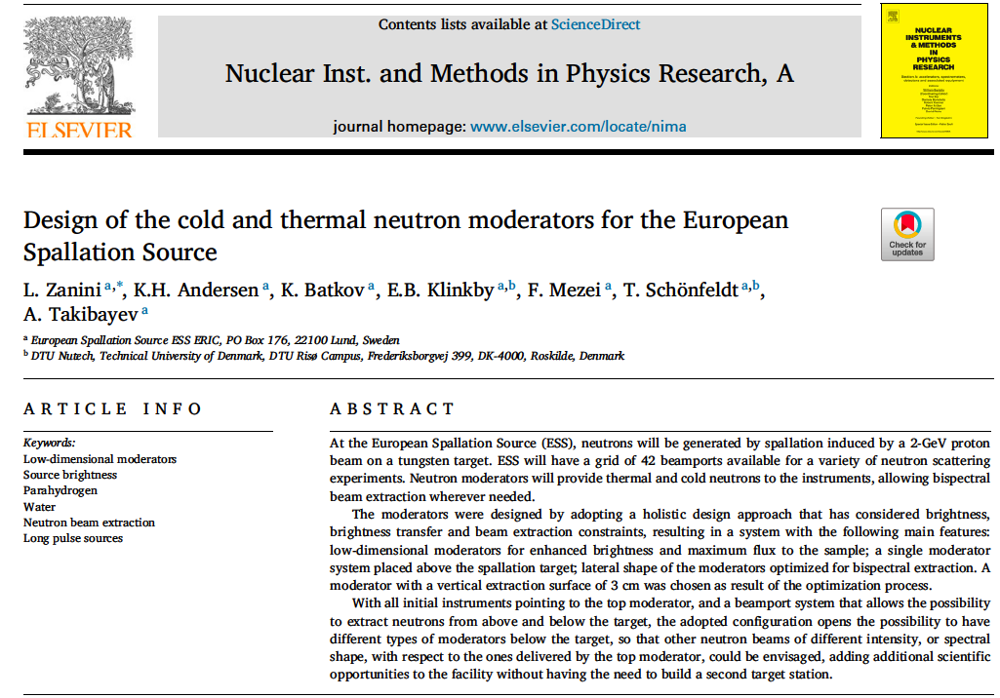 Contents lists available at ScienceDirect
Nuclear Inst. and Methods in Physics Research, A
journal homepage: www.elsevier.com/locate/nima
ELSEVIER
NUCLEAR
INSTRUMENTS
& METHODS
IN
PHYSICS
RESEARCH
Design of the cold and thermal neutron moderators for the European
Spallation Source
Check for
updates
L. Zanini a,*, K.H. Andersen a, K. Batkov a, E.B. Klinkby a,b, F. Mezei a, T. Schönfeldt a,b,
A. Takibayev a
a European Spallation Source ESS ERIC, PO Box 176, 22100 Lund, Sweden
b DTU Nutech, Technical University of Denmark, DTU Risø Campus, Frederiksborgvej 399, DK-4000, Roskilde, Denmark
ARTICLE INFO
Keywords:
Low-dimensional moderators
Source brightness
Parahydrogen
Water
Neutron beam extraction
Long pulse sources
ABSTRACT
At the European Spallation Source (ESS), neutrons will be generated by spallation induced by a 2-GeV proton
beam on a tungsten target. ESS will have a grid of 42 beamports available for a variety of neutron scattering
experiments. Neutron moderators will provide thermal and cold neutrons to the instruments, allowing bispectral
beam extraction wherever needed.
The moderators were designed by adopting a holistic design approach that has considered brightness,
brightness transfer and beam extraction constraints, resulting in a system with the following main features:
low-dimensional moderators for enhanced brightness and maximum flux to the sample; a single moderator
system placed above the spallation target; lateral shape of the moderators optimized for bispectral extraction. A
moderator with a vertical extraction surface of 3 cm was chosen as result of the optimization process.
With all initial instruments pointing to the top moderator, and a beamport system that allows the possibility
to extract neutrons from above and below the target, the adopted configuration opens the possibility to have
different types of moderators below the target, so that other neutron beams of different intensity, or spectral
shape, with respect to the ones delivered by the top moderator, could be envisaged, adding additional scientific
opportunities to the facility without having the need to build a second target station.